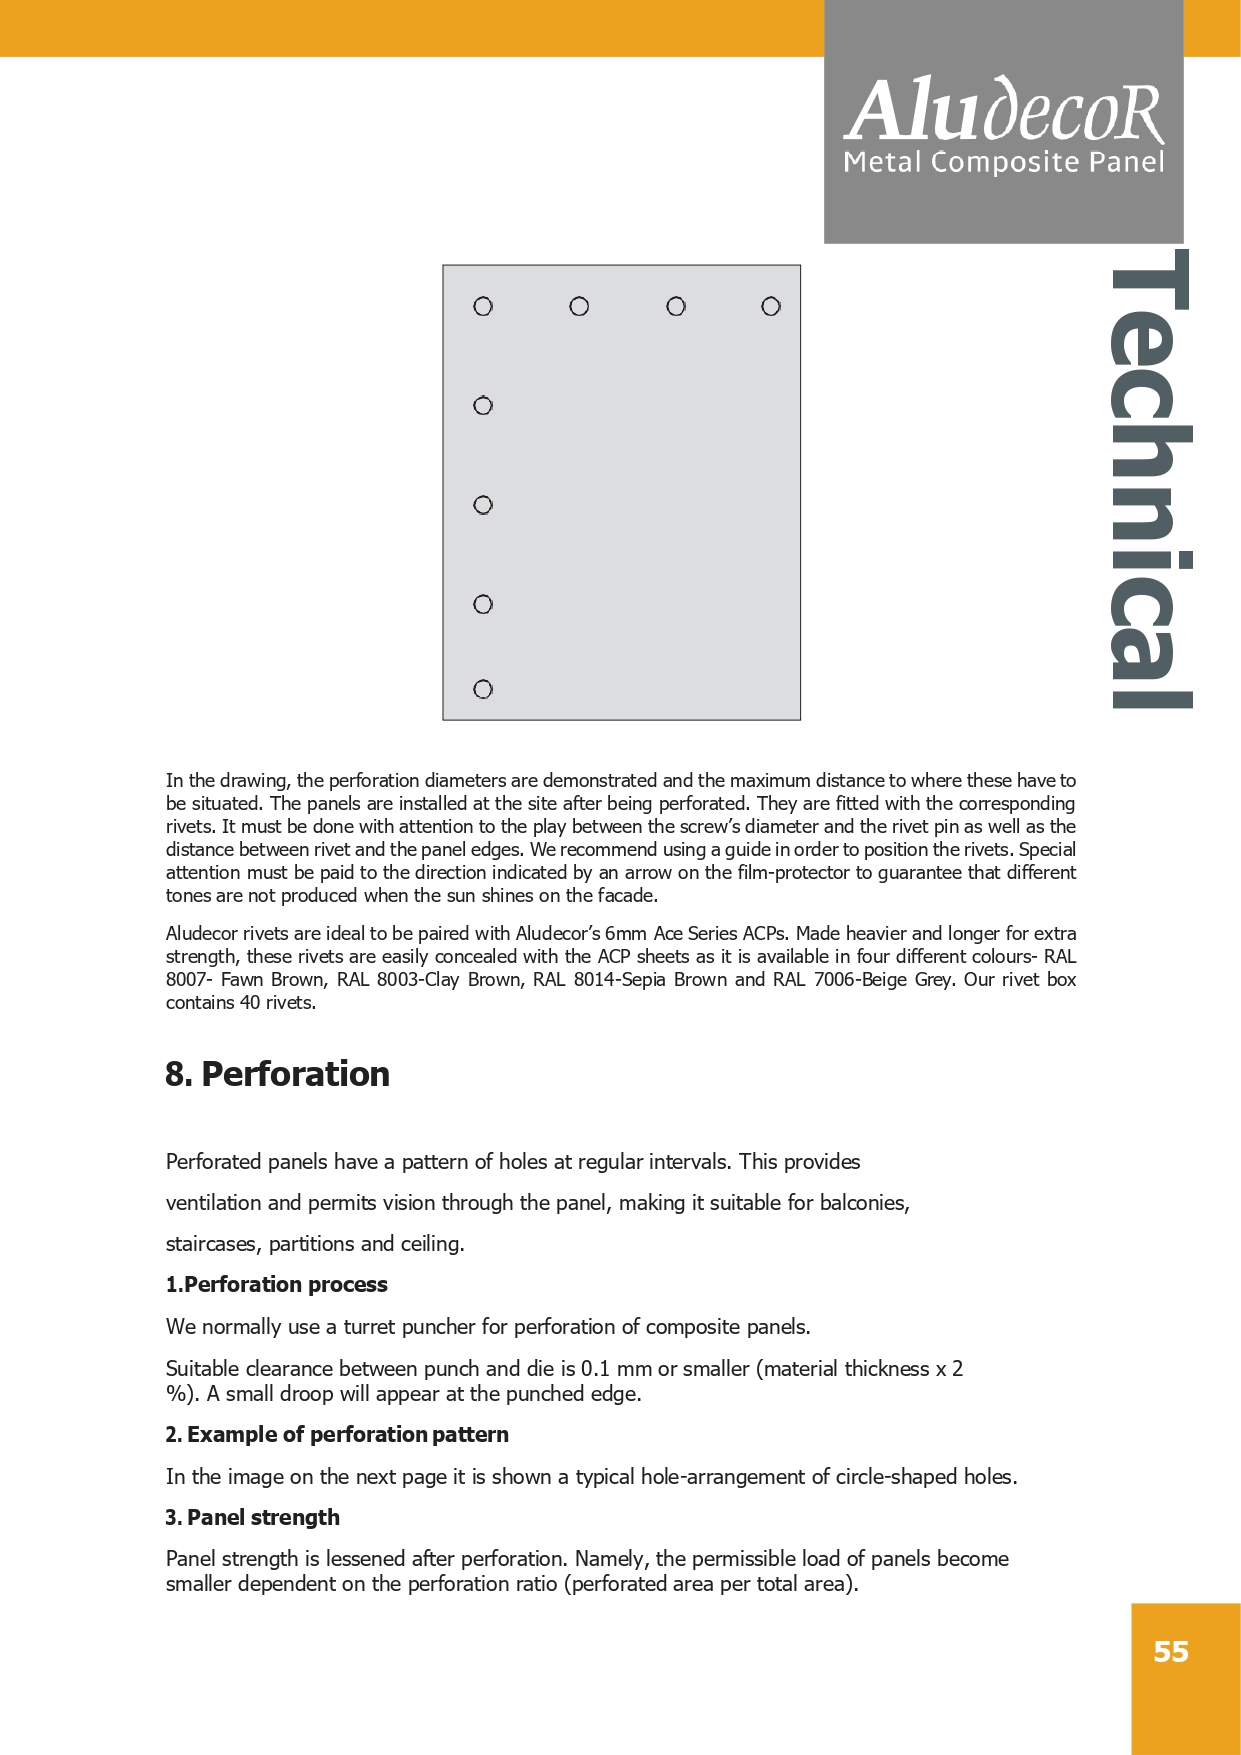 AludecoR
Metal Composite Panel
Technical
In the drawing, the perforation diameters are demonstrated and the maximum distance to where these have to
be situated. The panels are installed at the site after being perforated. They are fitted with the corresponding
rivets. It must be done with attention to the play between the screw’s diameter and the rivet pin as well as the
distance between rivet and the panel edges. We recommend using a guide in order to position the rivets. Special
attention must be paid to the direction indicated by an arrow on the film-protector to guarantee that different
tones are not produced when the sun shines on the facade.
Aludecor rivets are ideal to be paired with Aludecor’s 6mm Ace Series ACPs. Made heavier and longer for extra
strength, these rivets are easily concealed with the ACP sheets as it is available in four different colours- RAL
8007- Fawn Brown, RAL 8003-Clay Brown, RAL 8014-Sepia Brown and RAL 7006-Beige Grey. Our rivet box
contains 40 rivets.
8. Perforation
Perforated panels have a pattern of holes at regular intervals. This provides
ventilation and permits vision through the panel, making it suitable for balconies,
staircases, partitions and ceiling.
1.Perforation process
We normally use a turret puncher for perforation of composite panels.
Suitable clearance between punch and die is 0.1 mm or smaller (material thickness x 2
%). A small droop will appear at the punched edge.
2. Example of perforation pattern
In the image on the next page it is shown a typical hole-arrangement of circle-shaped holes.
3. Panel strength
Panel strength is lessened after perforation. Namely, the permissible load of panels become
smaller dependent on the perforation ratio (perforated area per total area).
55